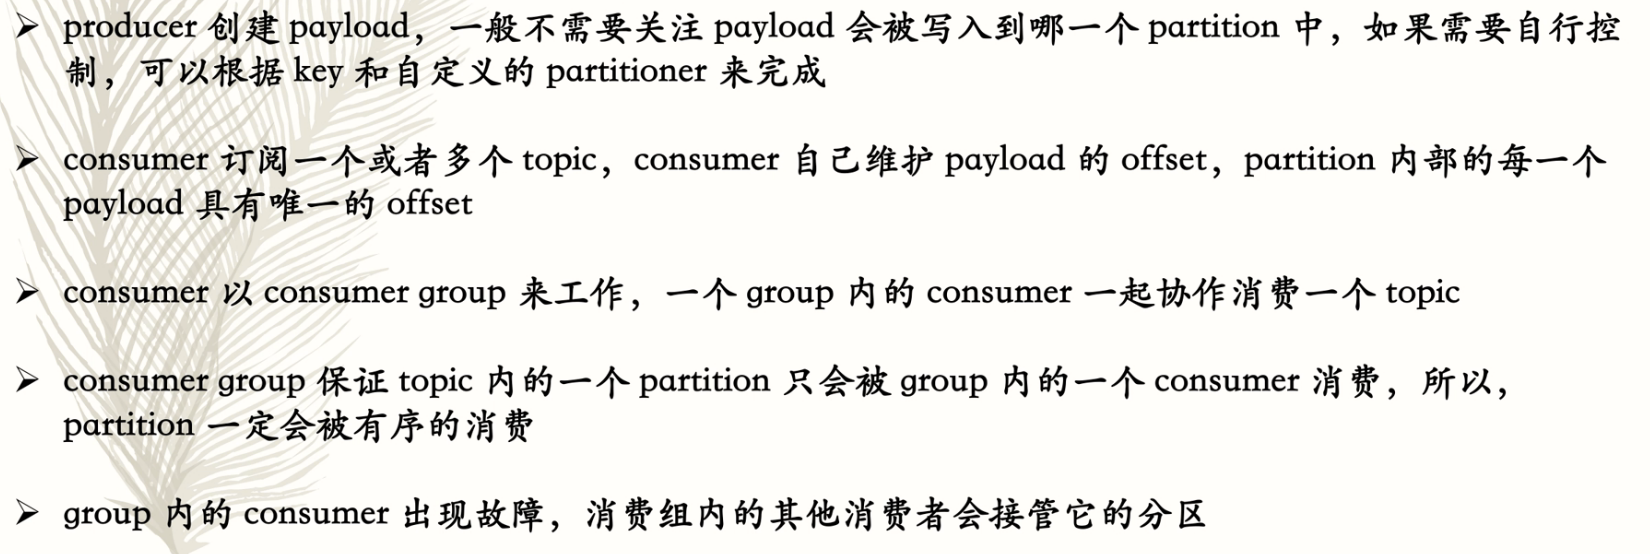 ➢ producer 创建 payload，一般不需要关注 payload 会被写入到哪一个 partition 中，如果需要自行控
制，可以根据 key 和自定义的 partitioner 来完成
➢ consumer 订阅一个或者多个 topic，consumer 自己维护 payload 的 offset，partition 内部的每一个
payload 具有唯一的 offset
➢ consumer 以 consumer group 来工作，一个 group 内的 consumer 一起协作消费一个 topic
➢ consumer group 保证 topic 内的一个 partition 只会被 group 内的一个 consumer 消费，所以，
partition 一定会被有序的消费
➢ group 内的 consumer 出现故障，消费组内的其他消费者会接管它的分区